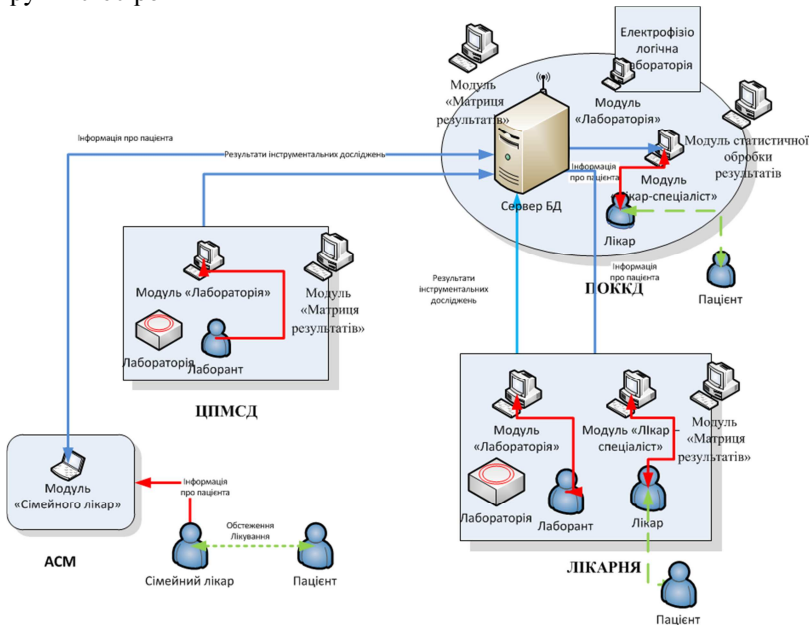 Електрофізіо
логічна
лабораторія
Модуль
«Матриця
результатів»
Модуль
«Лабораторія»
Модуль статистичної
обробки
результатів
Інформація про пацієнта
Результати інструментальних досліджень
Інформація
про пацієнта
Модуль
«Лікар-спеціаліст»
Сервер БД
Лікар
Інформація
про пацієнта
ПОККД
Пацієнт
Результати
інструментальних
досліджень
Модуль «Лабораторія»
Модуль
«Матриця
результатів»
Лабораторія
Лаборант
ЦПМСД
Модуль
«Лабораторія»
Модуль «Лікар –
спеціаліст»
Модуль
«Матриця
результатів»
Лабораторія
Лаборант
Лікар
ЛІКАРНЯ
Пацієнт
Модуль
«Сімейного лікар»
АСМ
Інформація
про пацієнта
Обстеження
Лікування
Сімейний лікар
Пацієнт